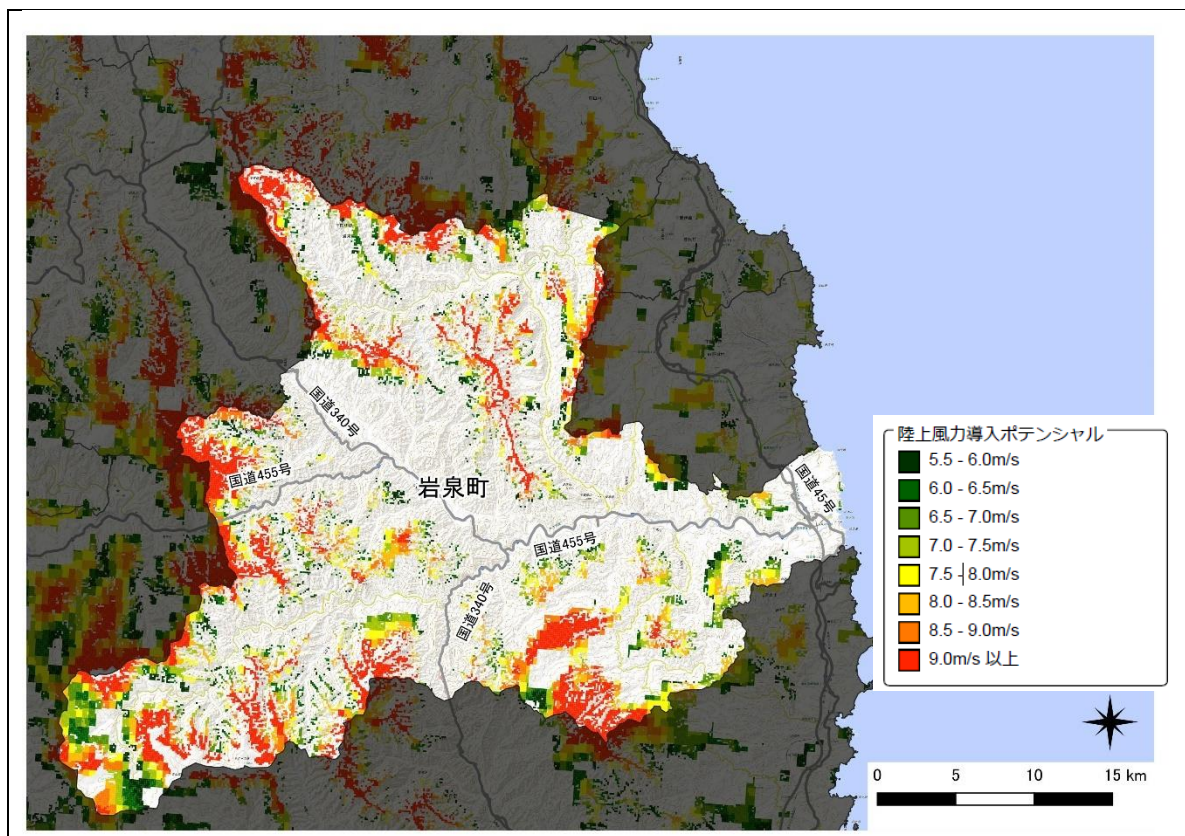 国道340号
国道455号
岩泉町
国道45号
国道455号
国道340号
陸上風力導入ポテンシャル
5.5 - 6.0m/s
6.0 - 6.5m/s
6.5 - 7.0m/s
7.0 - 7.5m/s
7.5 - 8.0m/s
8.0 - 8.5m/s
8.5 - 9.0m/s
9.0m/s 以上
0 5 10 15 km